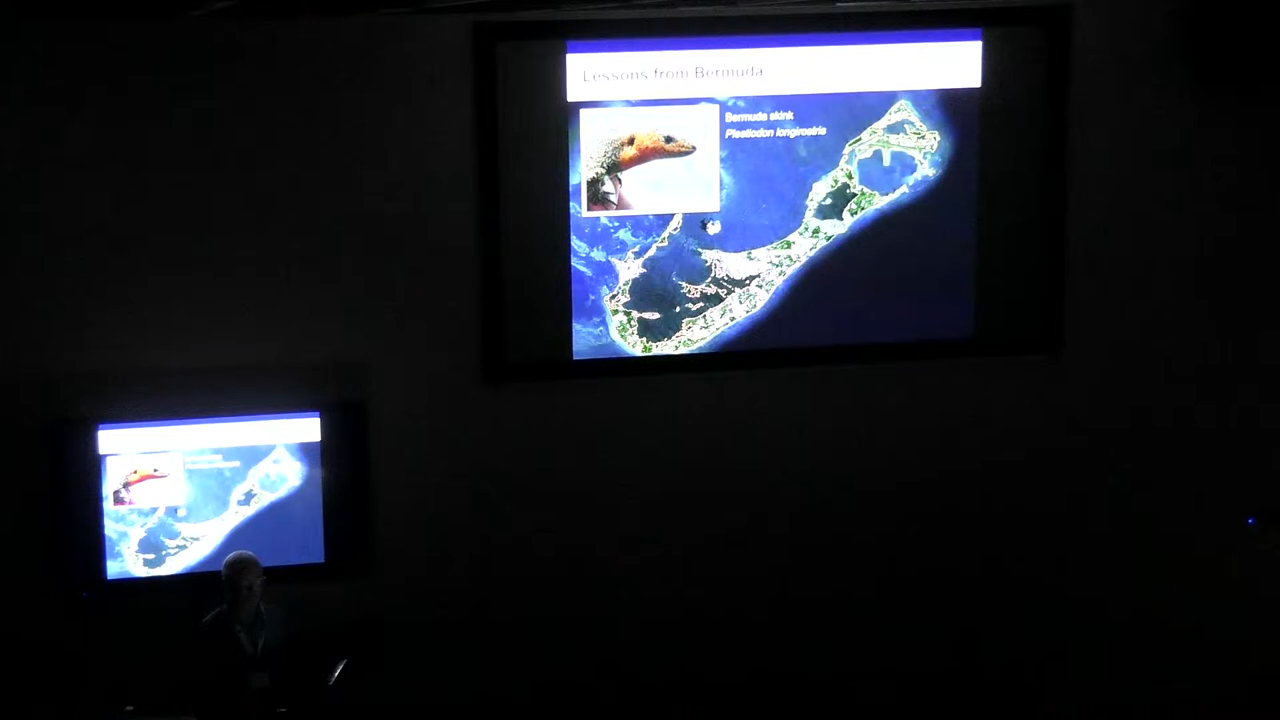 Lessons from Bermuda
Bermuda skink
Plestiodon longirostris